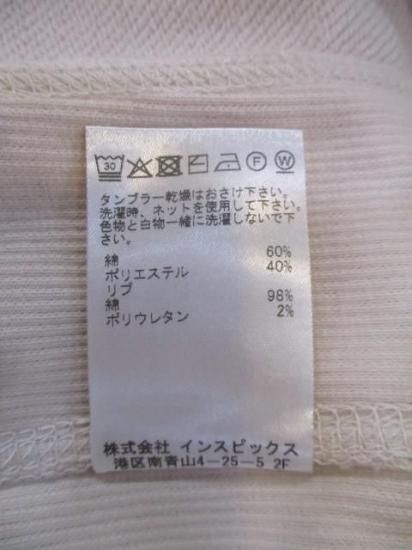 30 F W
タンブラー乾燥はおさけ下さい。
洗濯時、ネットを使用して下さい。
色物と白物一緒に洗濯しないで下
さい。
綿 60%
ポリエステル 40%
リブ
綿 98%
ポリウレタン 2%
株式会社 インスピックス
港区南青山4-25-5 2F